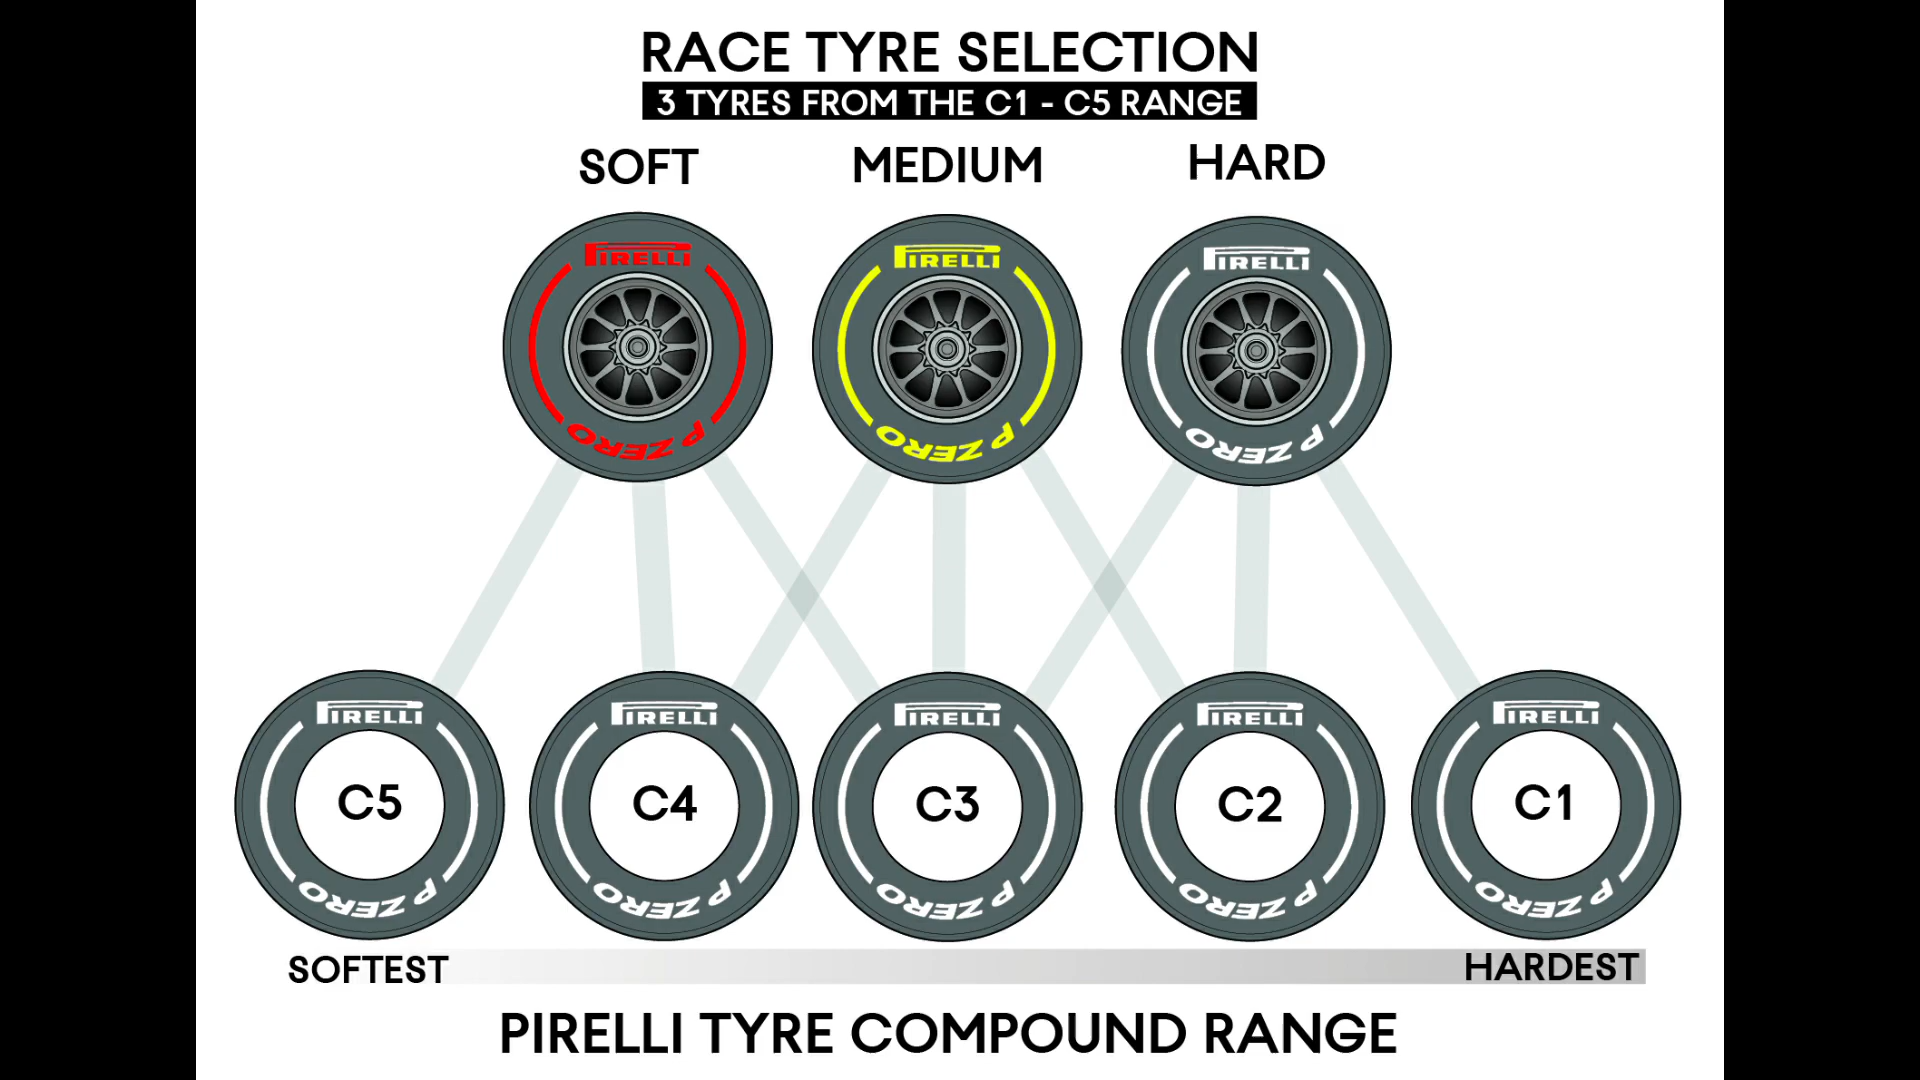 RACE TYRE SELECTION
3 TYRES FROM THE C1 - C5 RANGE
SOFT MEDIUM HARD
PIRELLI PIRELLI PIRELLI
P ZERO P ZERO P ZERO
PIRELLI PIRELLI PIRELLI PIRELLI PIRELLI
C5 C4 C3 C2 C1
P ZERO P ZERO P ZERO P ZERO P ZERO
SOFTEST HARDEST
PIRELLI TYRE COMPOUND RANGE